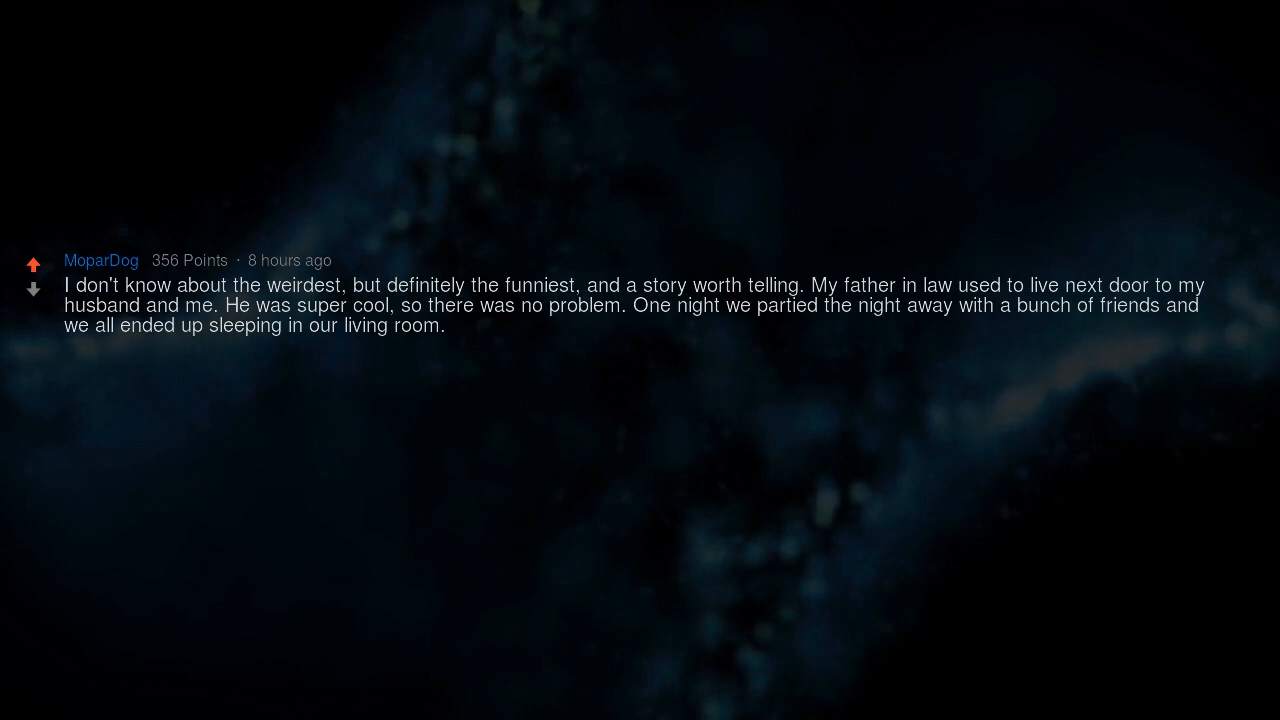 MoparDog 356 Points · 8 hours ago
I don't know about the weirdest, but definitely the funniest, and a story worth telling. My father in law used to live next door to my
husband and me. He was super cool, so there was no problem. One night we partied the night away with a bunch of friends and
we all ended up sleeping in our living room.